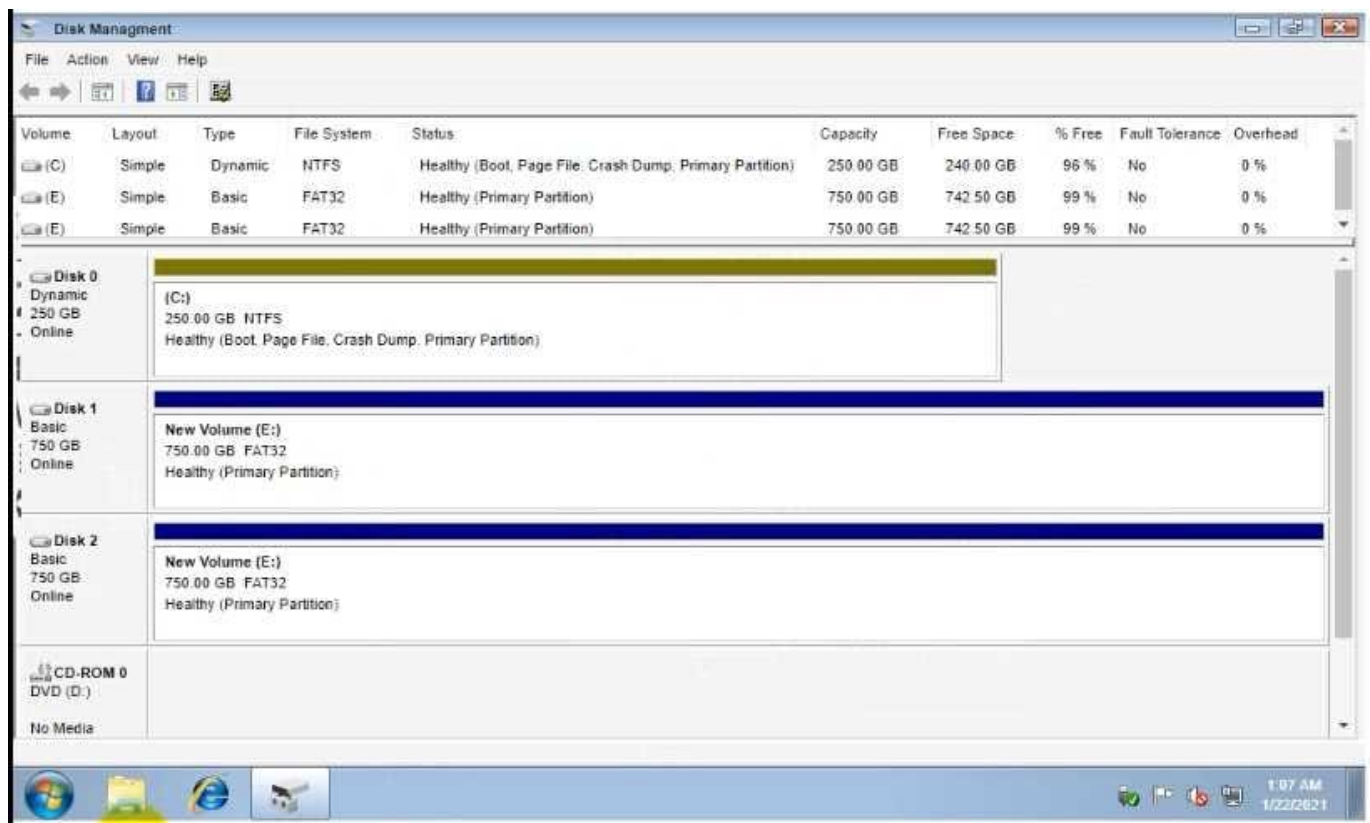 Disk Managment
File Action View Help
Volume Layout Type File System Status Capacity Free Space % Free Fault Tolerance Overhead
(C) Simple Dynamic NTFS Healthy (Boot, Page File, Crash Dump, Primary Partition) 250.00 GB 240.00 GB 96 % No 0 %
(E) Simple Basic FAT32 Healthy (Primary Partition) 750.00 GB 742.50 GB 99 % No 0 %
(E) Simple Basic FAT32 Healthy (Primary Partition) 750.00 GB 742.50 GB 99 % No 0 %
Disk 0
Dynamic
250 GB
Online
(C:)
250.00 GB NTFS
Healthy (Boot, Page File, Crash Dump, Primary Partition)
Disk 1
Basic
750 GB
Online
New Volume (E:)
750.00 GB FAT32
Healthy (Primary Partition)
Disk 2
Basic
750 GB
Online
New Volume (E:)
750.00 GB FAT32
Healthy (Primary Partition)
CD-ROM 0
DVD (D:)
No Media
1:07 AM
1/22/2021